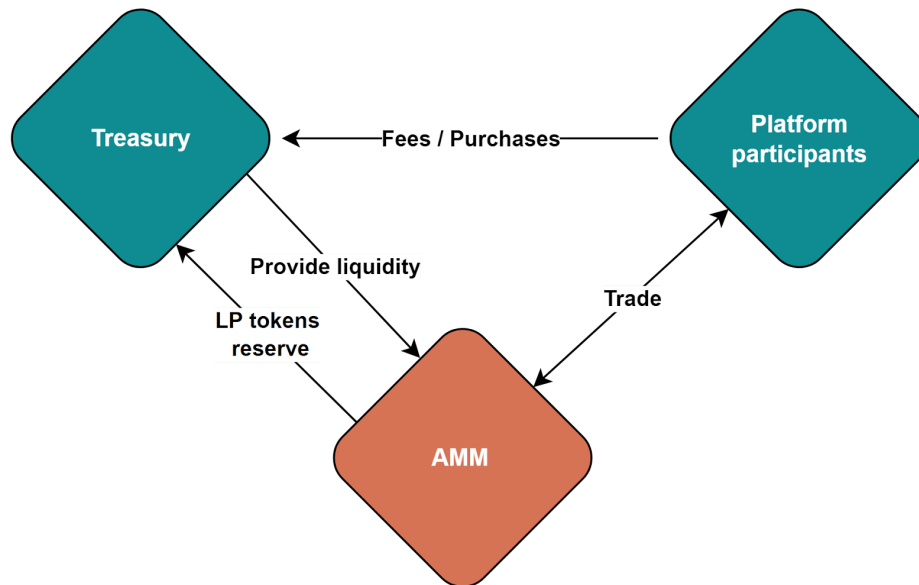 Treasury
Fees / Purchases
Platform
participants
Provide liquidity
LP tokens
reserve
Trade
AMM